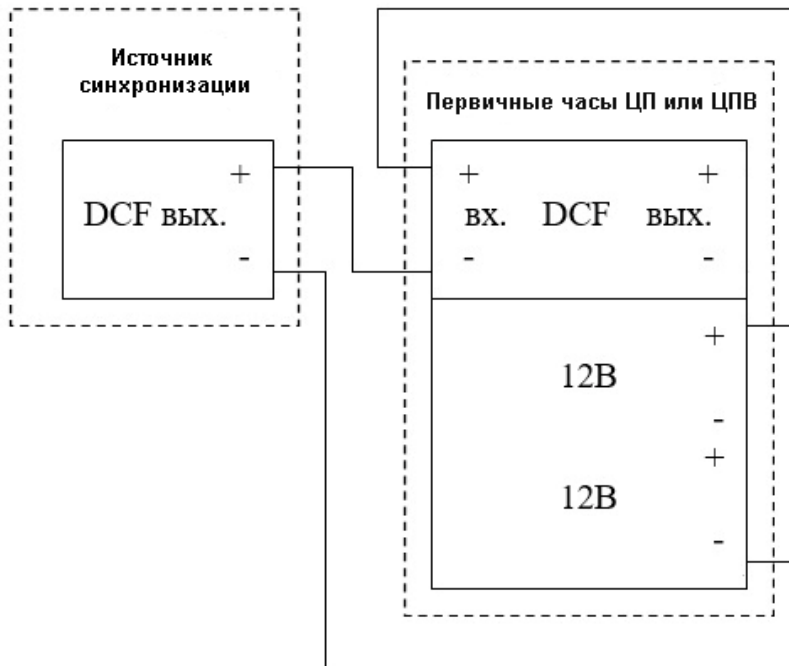 Источник
синхронизации
Первичные часы ЦП или ЦПВ
+
DCF вых.
-
+ +
вх. DCF вых.
- -
+
12В
-
+
12В
-